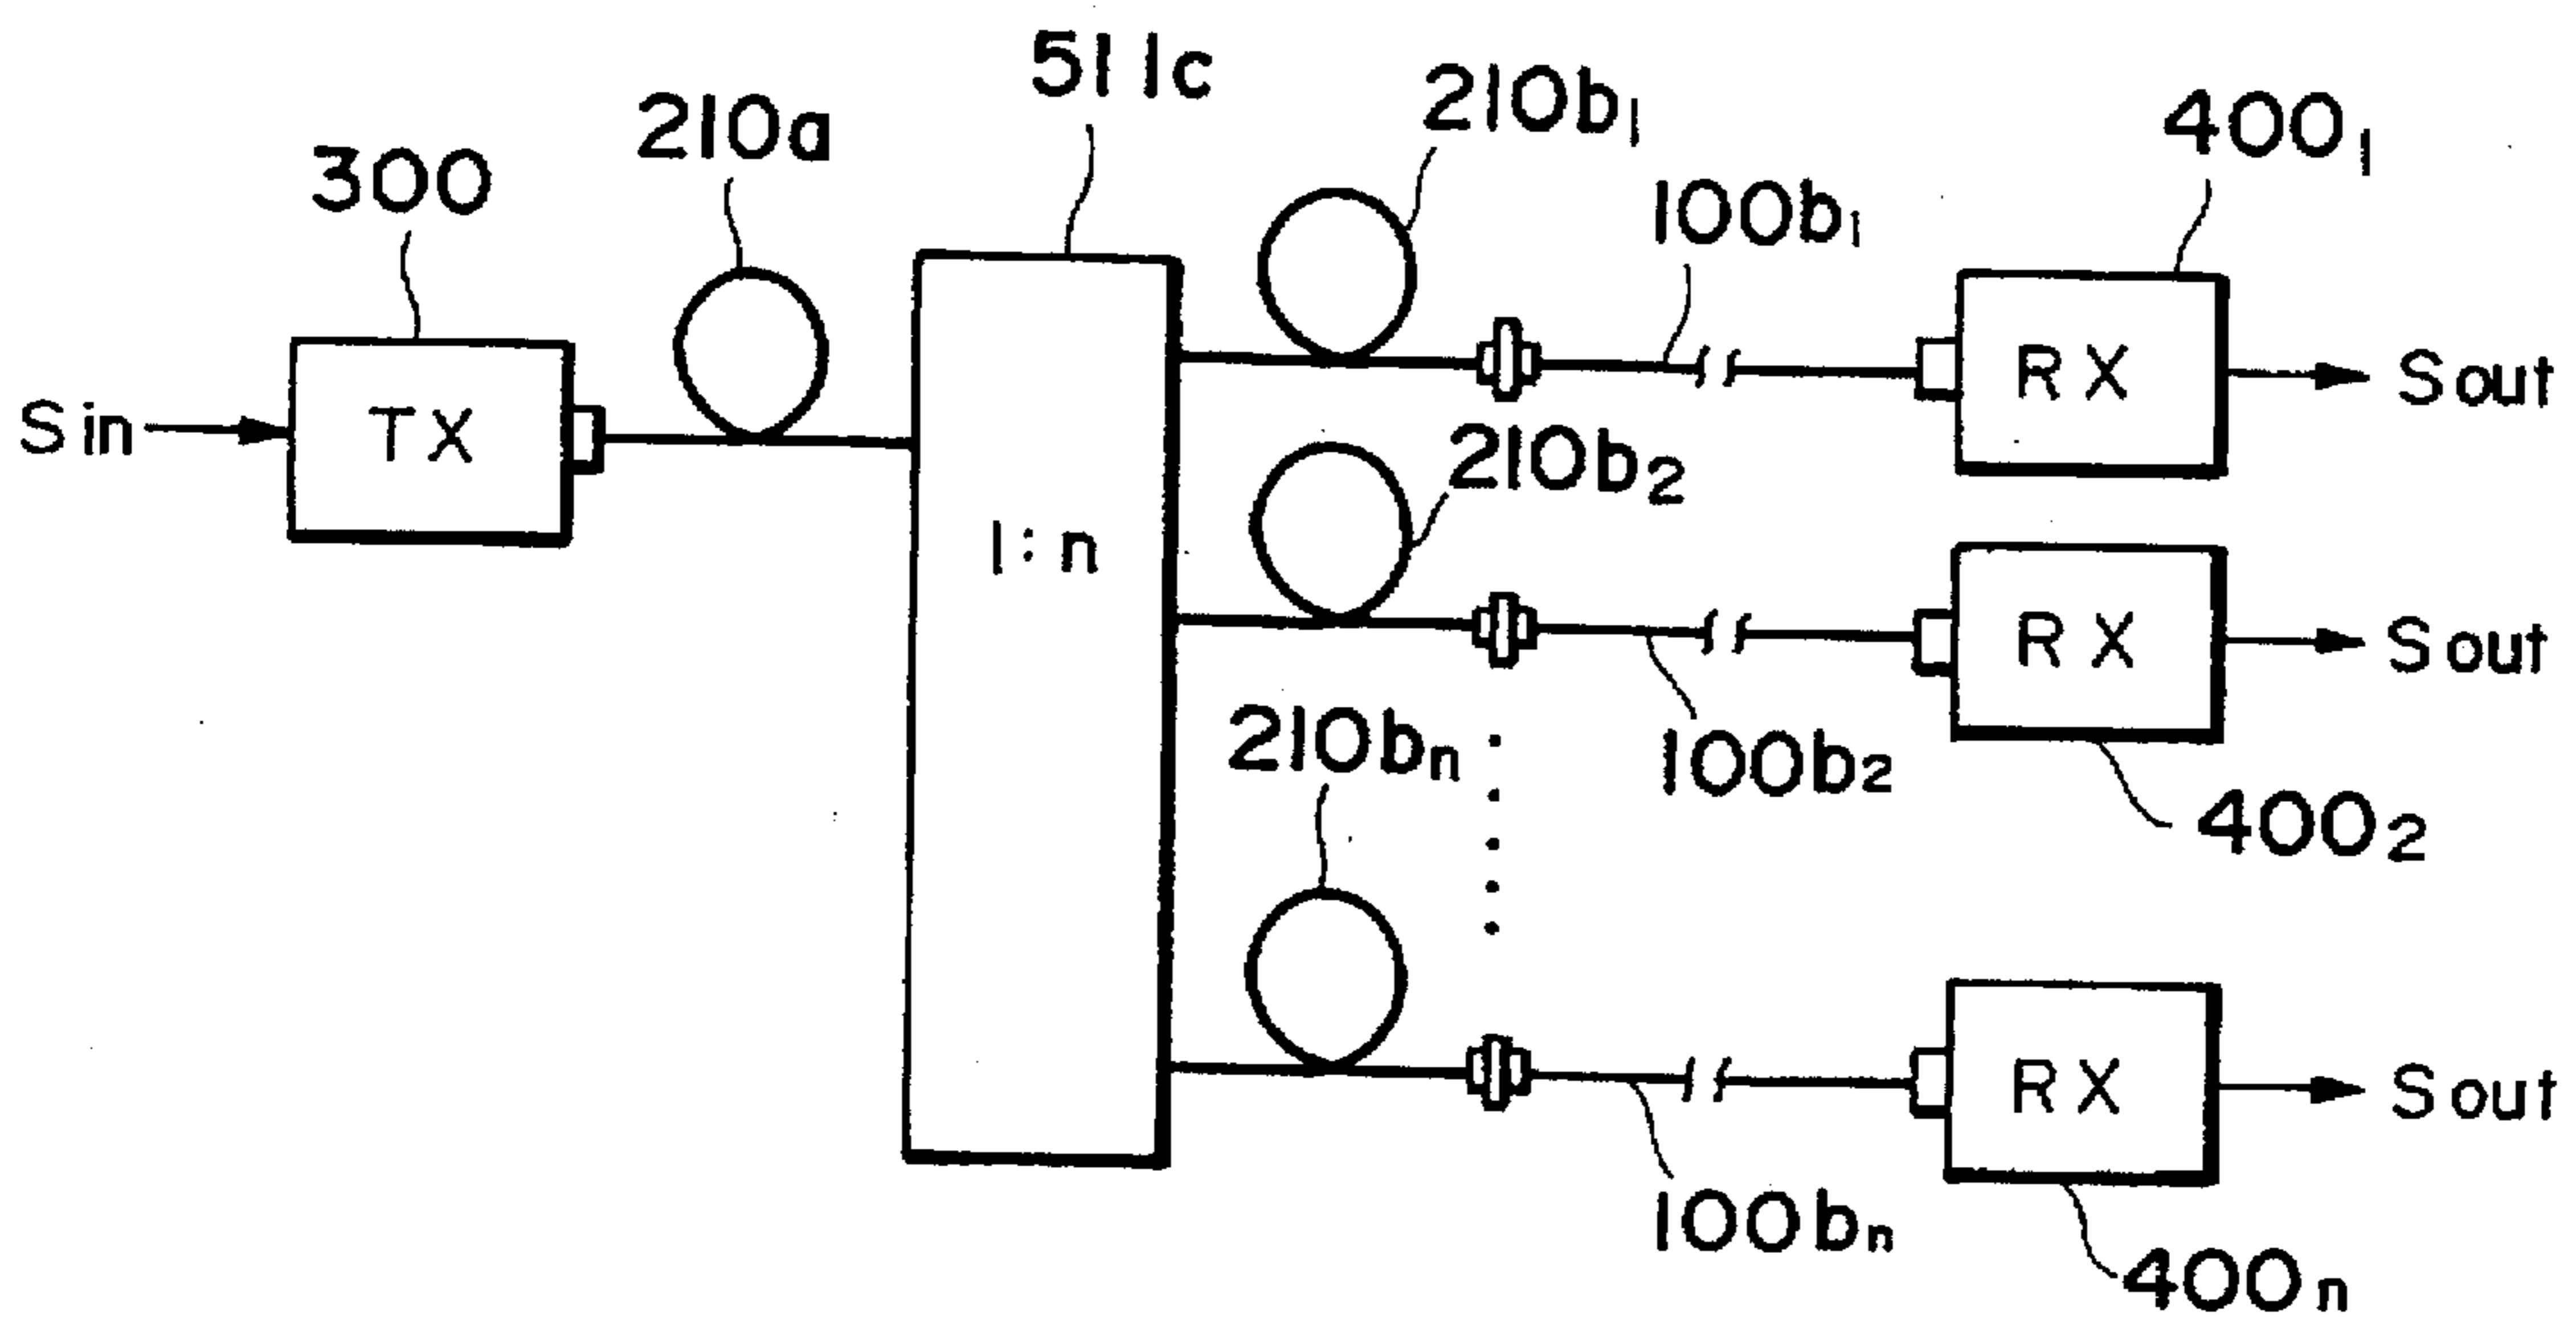 511c
210b₁
210a
400₁
300
100b₁
RX
Sout
Sin
TX
210b₂
1:n
RX
Sout
210bₙ
100b₂
400₂
RX
Sout
100bₙ
400ₙ